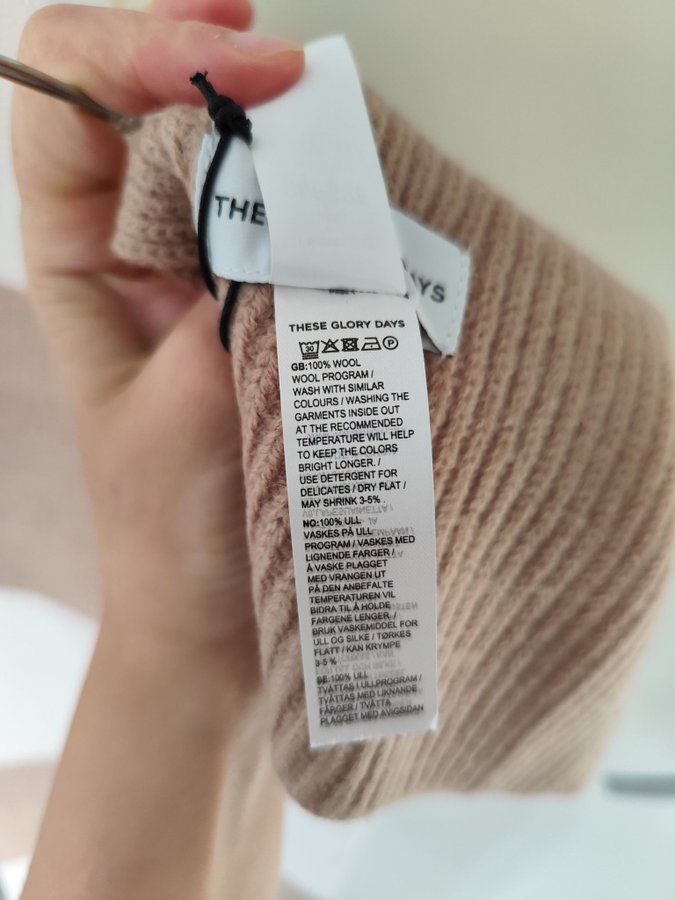 THE
YS
THESE GLORY DAYS
30
P
GB:100% WOOL
WOOL PROGRAM /
WASH WITH SIMILAR
COLOURS / WASHING THE
GARMENTS INSIDE OUT
AT THE RECOMMENDED
TEMPERATURE WILL HELP
TO KEEP THE COLORS
BRIGHT LONGER. /
USE DETERGENT FOR
DELICATES / DRY FLAT /
MAY SHRINK 3-5% .
NO:100% ULL
VASKES PÅ ULL
PROGRAM / VASKES MED
LIGNENDE FARGER /
Å VASKE PLAGGET
MED VRANGEN UT
PÅ DEN ANBEFALTE
TEMPERATUREN VIL
BIDRA TIL Å HOLDE
FARGENE LENGER. /
BRUK VASKEMIDDEL FOR
ULL OG SILKE / TØRKES
FLATT / KAN KRYMPE
3-5 %
SE:100% ULL
TVÄTTAS I ULLPROGRAM /
TVÄTTAS MED LIKNANDE
FÄRGER / TVÄTTA
PLAGGET MED AVIGSIDAN